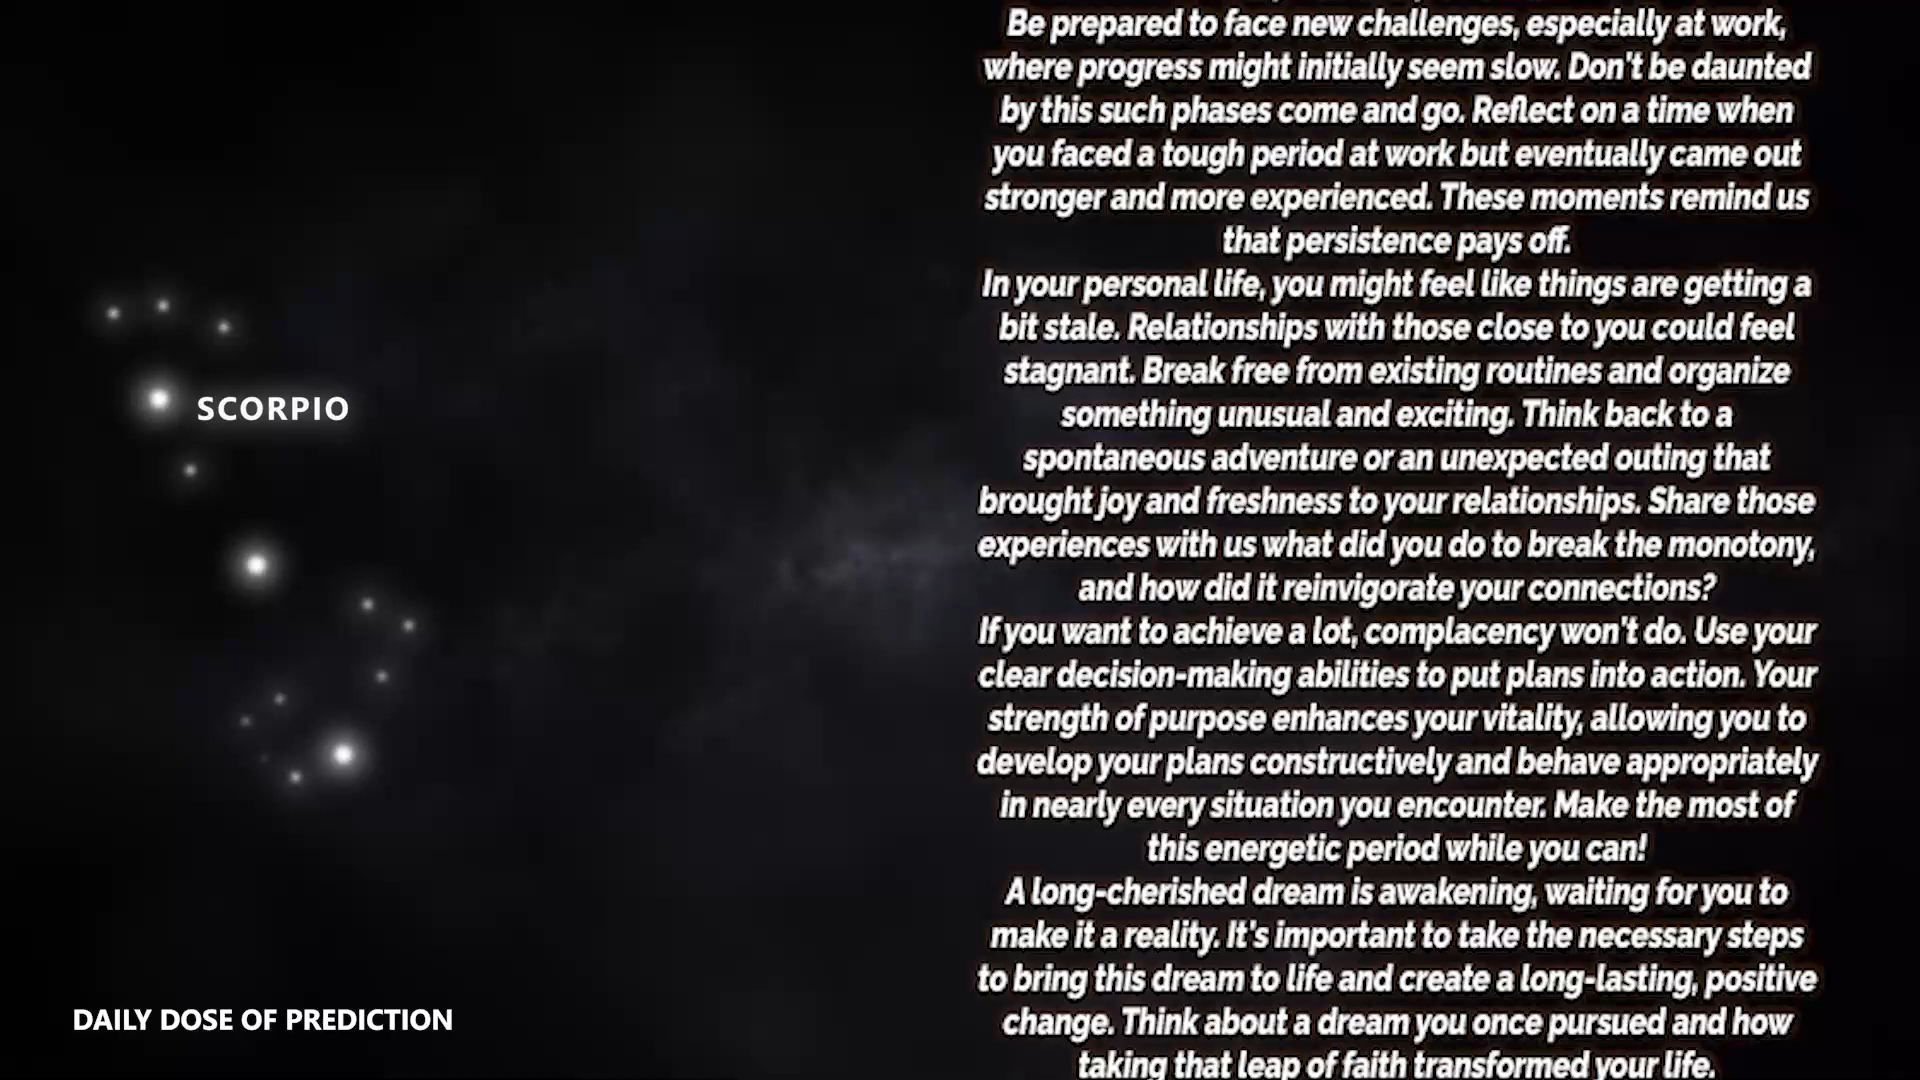 Be prepared to face new challenges, especially at work,
where progress might initially seem slow. Don't be daunted
by this such phases come and go. Reflect on a time when
you faced a tough period at work but eventually came out
stronger and more experienced. These moments remind us
that persistence pays off.
In your personal life, you might feel like things are getting a
bit stale. Relationships with those close to you could feel
stagnant. Break free from existing routines and organize
something unusual and exciting. Think back to a
spontaneous adventure or an unexpected outing that
brought joy and freshness to your relationships. Share those
experiences with us what did you do to break the monotony,
and how did it reinvigorate your connections?
If you want to achieve a lot, complacency won't do. Use your
clear decision-making abilities to put plans into action. Your
strength of purpose enhances your vitality, allowing you to
develop your plans constructively and behave appropriately
in nearly every situation you encounter. Make the most of
this energetic period while you can!
A long-cherished dream is awakening, waiting for you to
make it a reality. It's important to take the necessary steps
to bring this dream to life and create a long-lasting, positive
change. Think about a dream you once pursued and how
taking that leap of faith transformed your life.
SCORPIO
DAILY DOSE OF PREDICTION